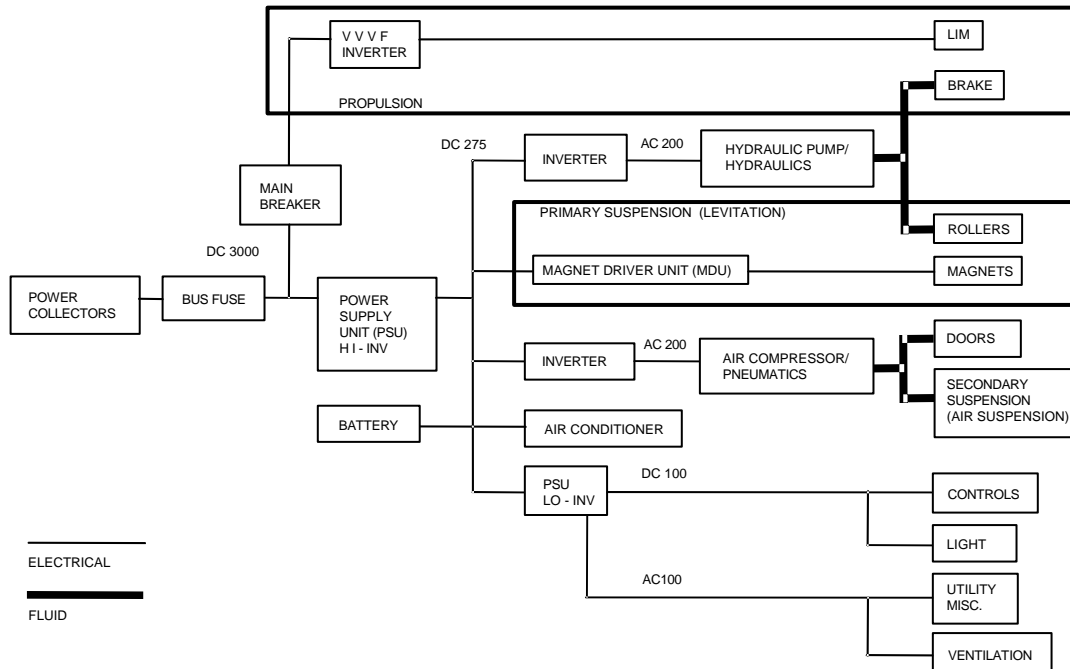 V V V F
INVERTER
LIM
BRAKE
PROPULSION
DC 275
INVERTER
AC 200
HYDRAULIC PUMP/
HYDRAULICS
MAIN
BREAKER
PRIMARY SUSPENSION (LEVITATION)
ROLLERS
DC 3000
MAGNET DRIVER UNIT (MDU)
MAGNETS
POWER
COLLECTORS
BUS FUSE
POWER
SUPPLY
UNIT (PSU)
H I - INV
INVERTER
AC 200
AIR COMPRESSOR/
PNEUMATICS
DOORS
SECONDARY
SUSPENSION
(AIR SUSPENSION)
BATTERY
AIR CONDITIONER
PSU
LO - INV
DC 100
CONTROLS
LIGHT
ELECTRICAL
AC100
UTILITY
MISC.
FLUID
VENTILATION